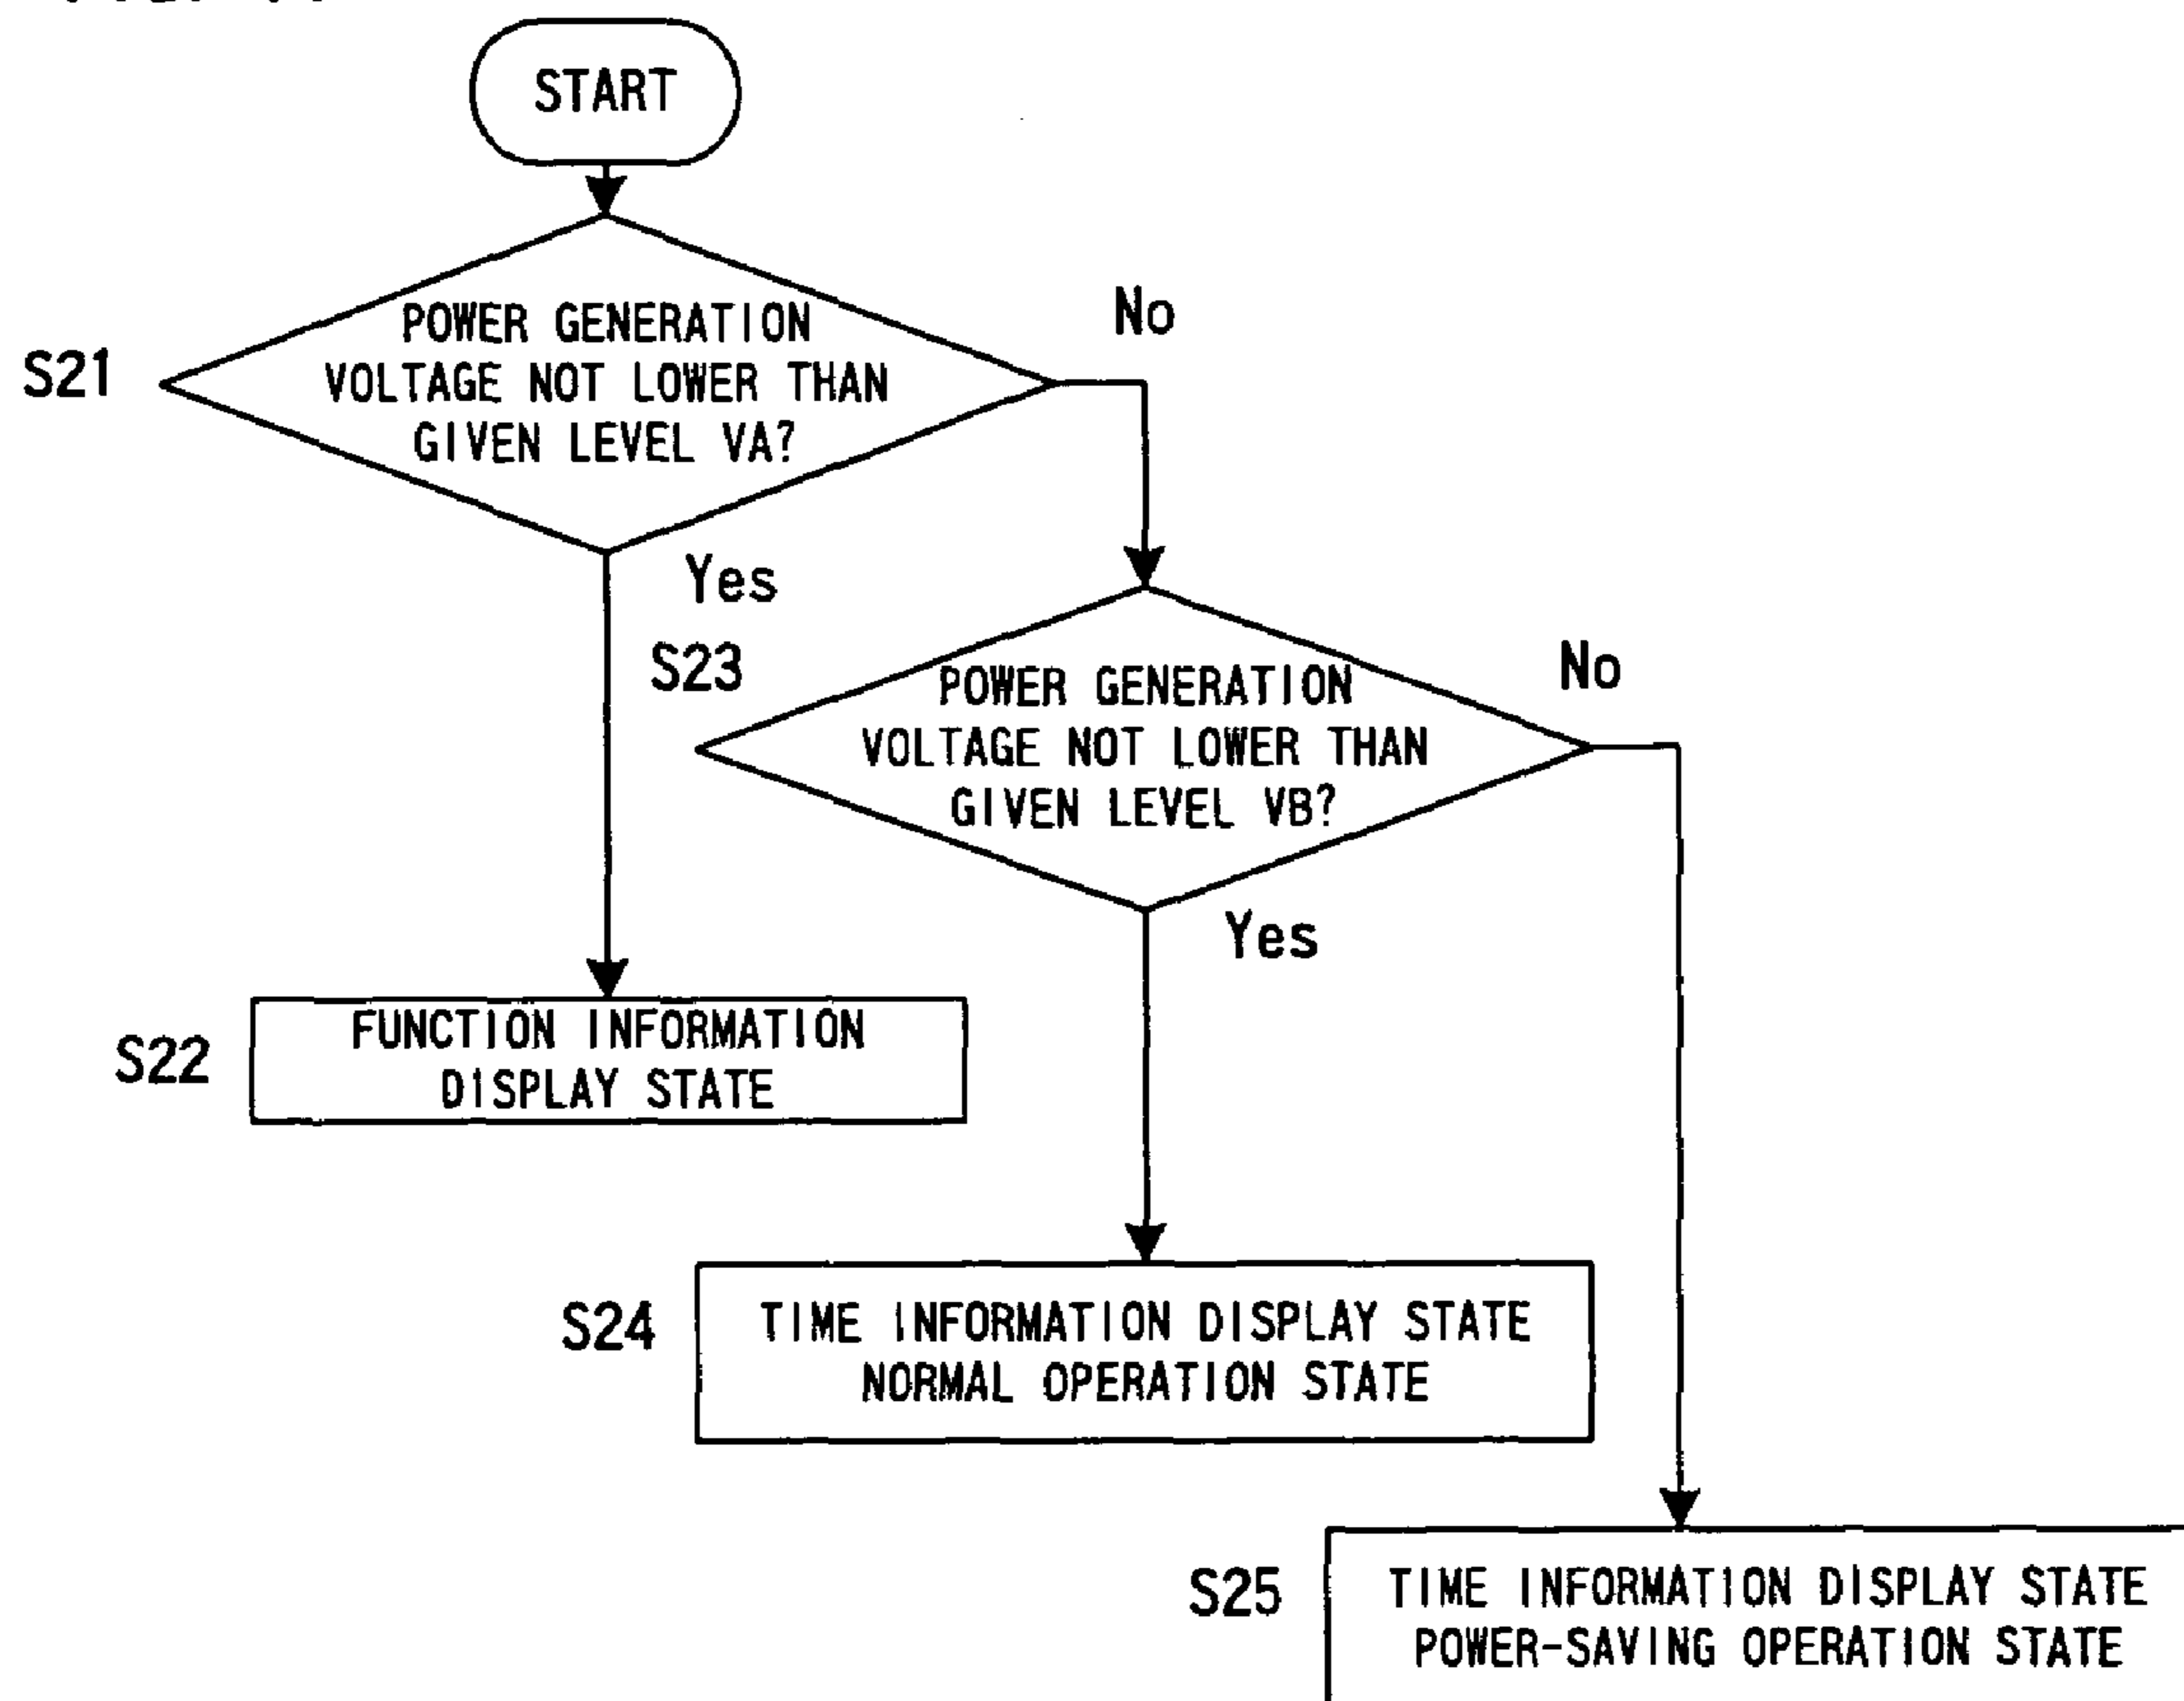 START
No
S21
POWER GENERATION
VOLTAGE NOT LOWER THAN
GIVEN LEVEL VA?
Yes
S23
No
POWER GENERATION
VOLTAGE NOT LOWER THAN
GIVEN LEVEL VB?
Yes
S22
FUNCTION INFORMATION
DISPLAY STATE
S24
TIME INFORMATION DISPLAY STATE
NORMAL OPERATION STATE
S25
TIME INFORMATION DISPLAY STATE
POWER-SAVING OPERATION STATE